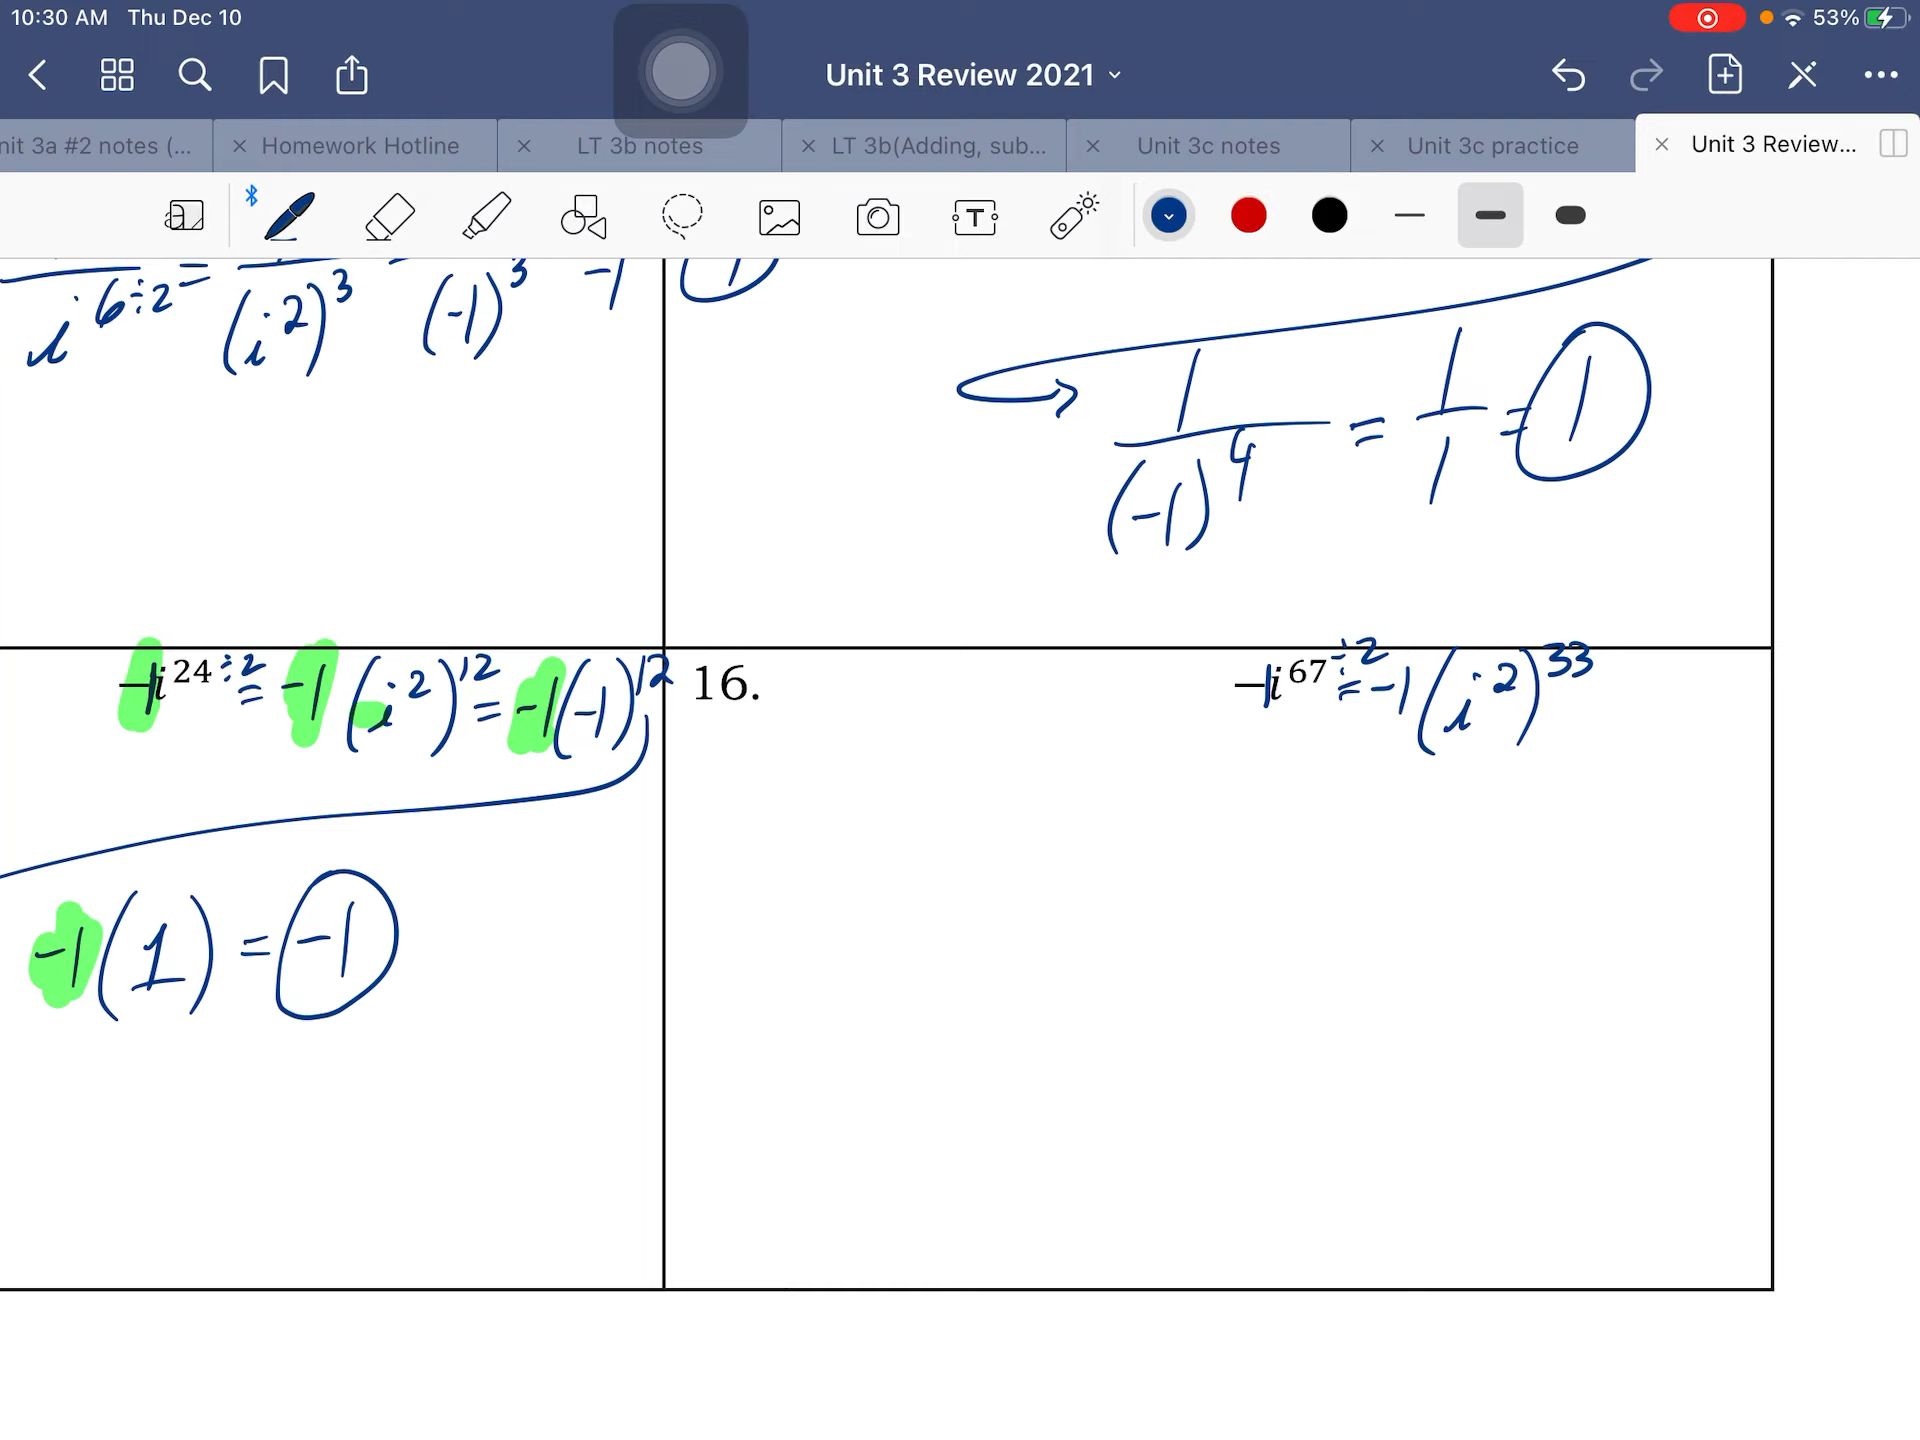 10:30 AM Thu Dec 10 53%
Unit 3 Review 2021
nit 3a #2 notes (... × Homework Hotline × LT 3b notes × LT 3b(Adding, sub... × Unit 3c notes × Unit 3c practice × Unit 3 Review...
i^6÷2 = (i^2)^3 (-1)^3 -1 1
1/(-1)^4 = 1/1 = 1
-1i^24÷2 = -1(i^2)^12 = -1(-1)^12
-1(1) = -1
16. -1i^67÷2 = -1(i^2)^33